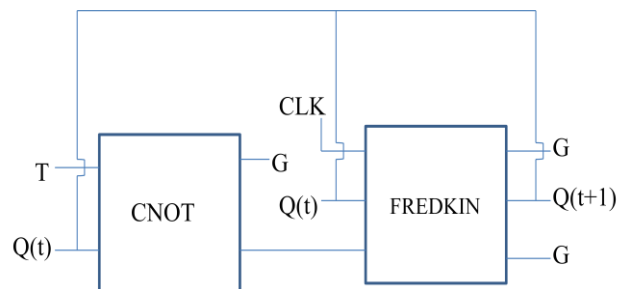 CLK
T
G
G
CNOT
Q(t)
FREDKIN
Q(t+1)
Q(t)
G